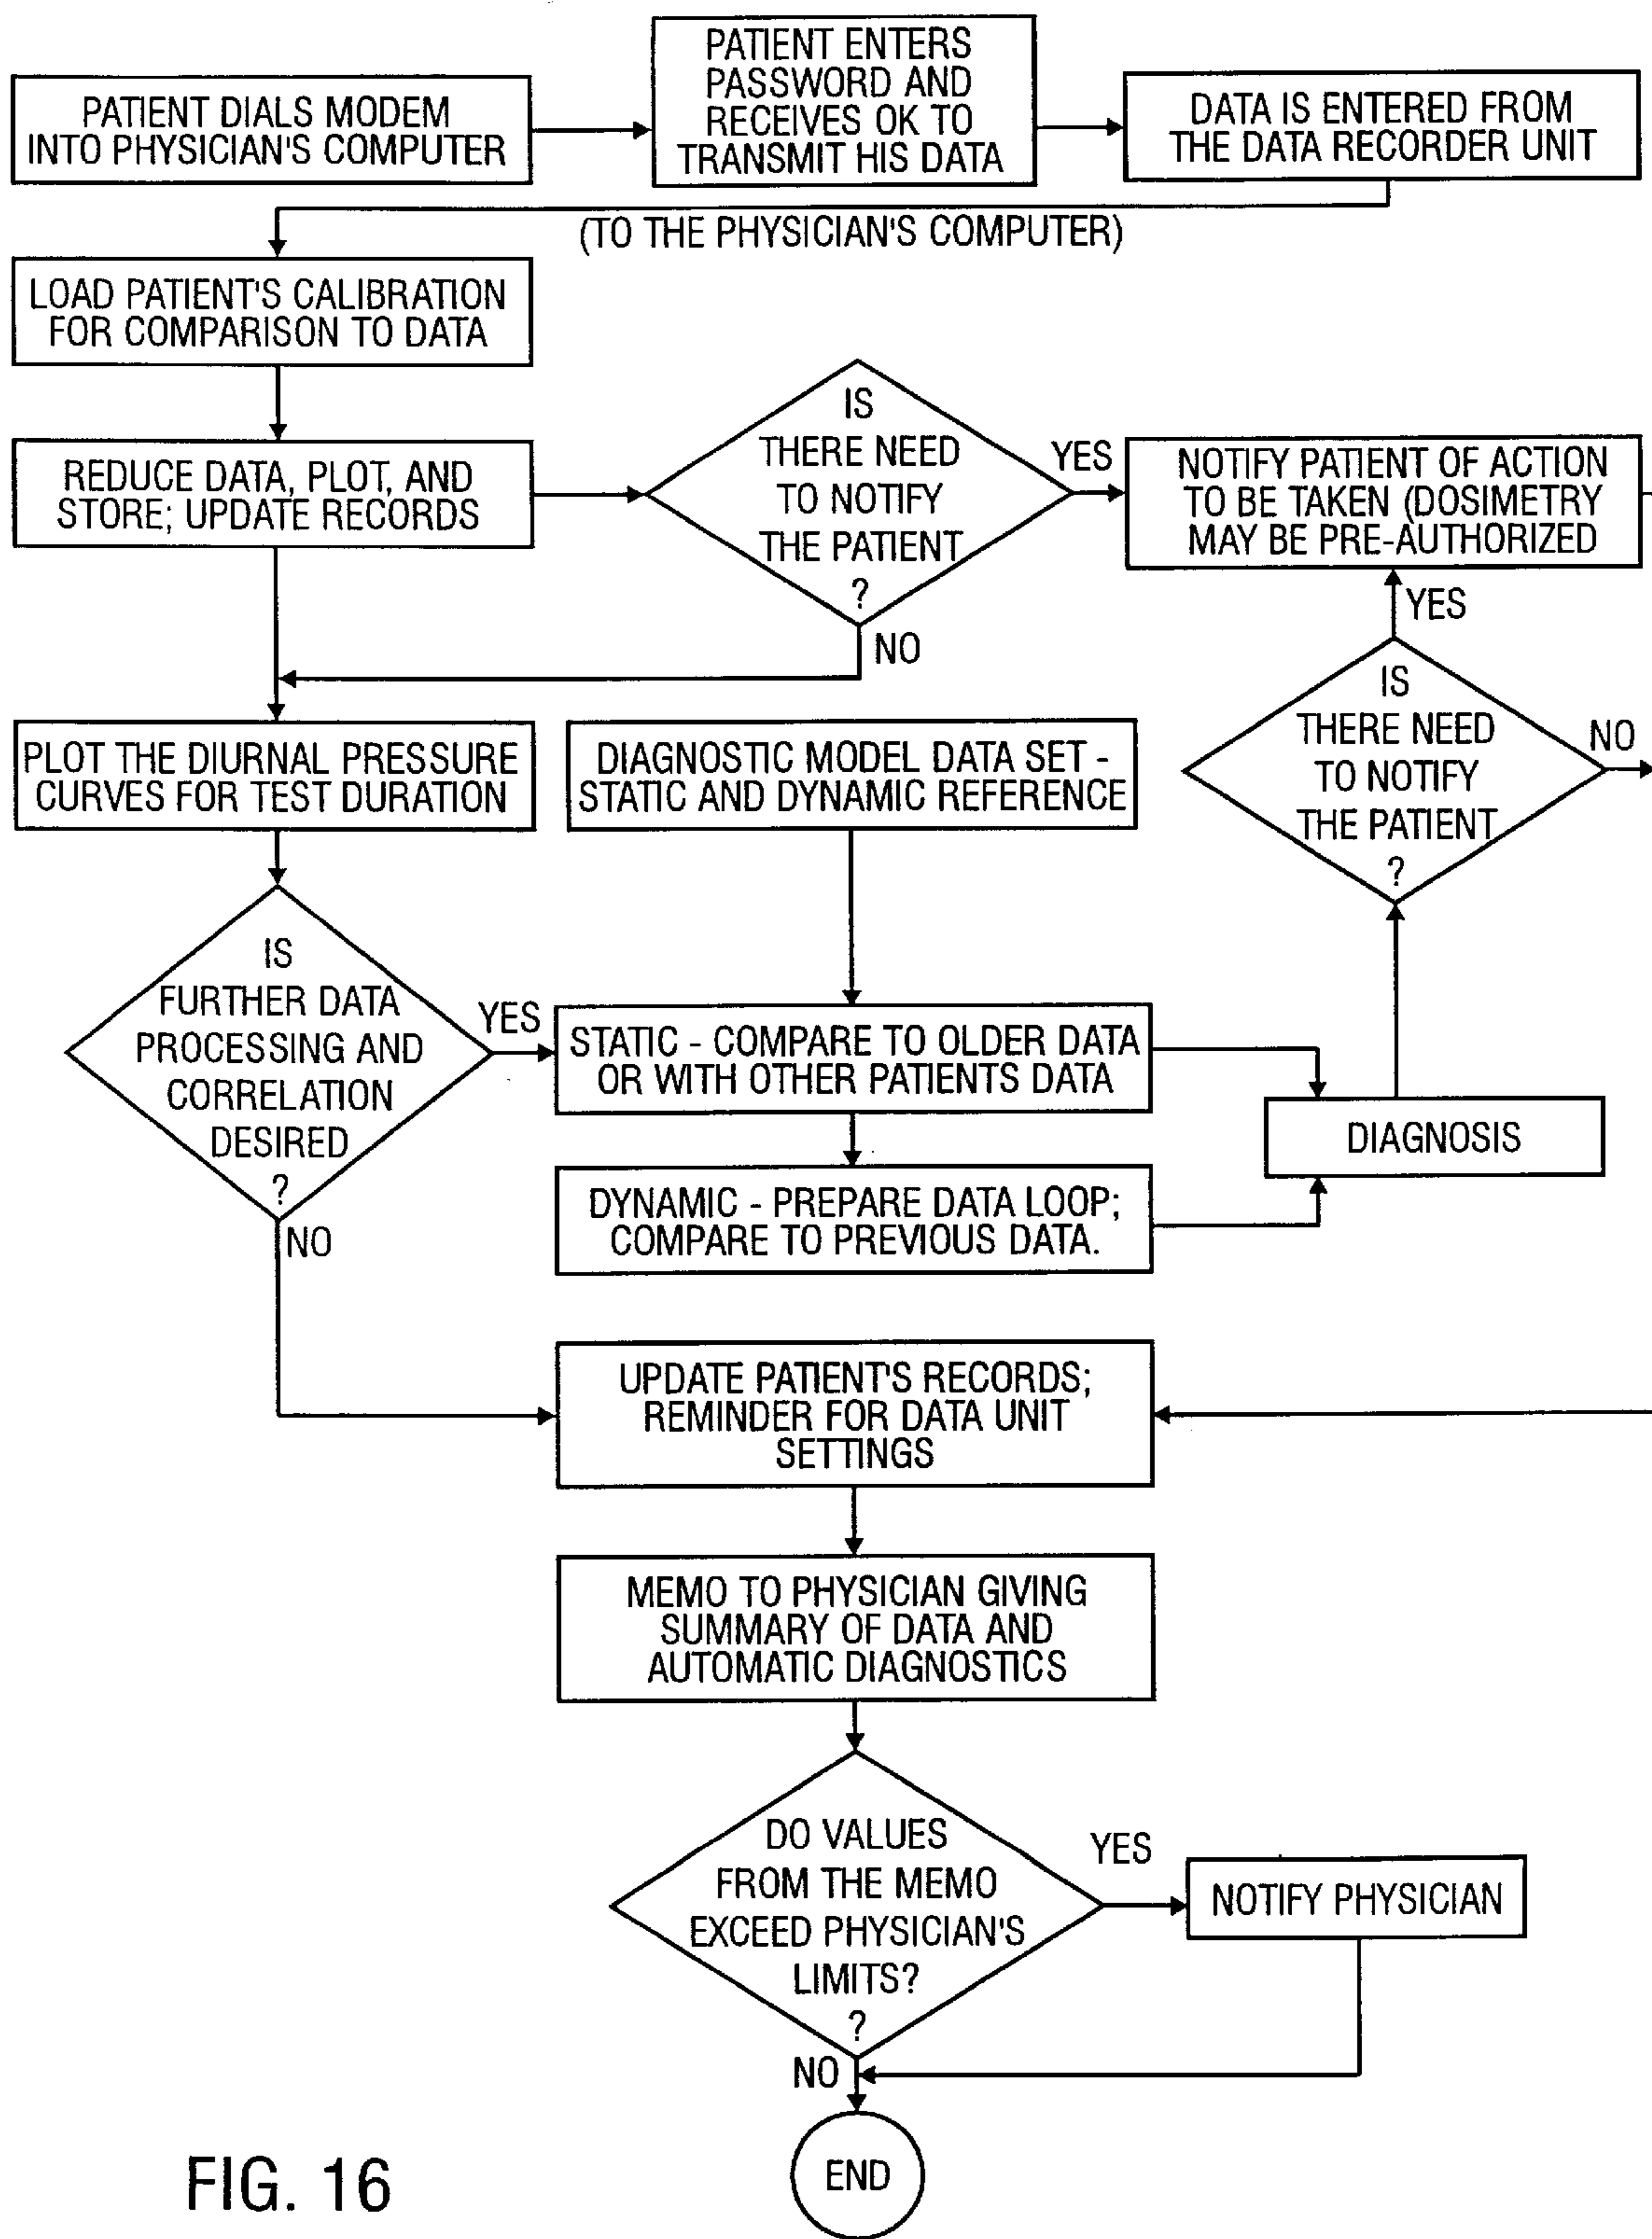 PATIENT DIALS MODEM
INTO PHYSICIAN'S COMPUTER
PATIENT ENTERS
PASSWORD AND
RECEIVES OK TO
TRANSMIT HIS DATA
DATA IS ENTERED FROM
THE DATA RECORDER UNIT
(TO THE PHYSICIAN'S COMPUTER)
LOAD PATIENT'S CALIBRATION
FOR COMPARISON TO DATA
REDUCE DATA, PLOT, AND
STORE; UPDATE RECORDS
IS
THERE NEED
TO NOTIFY
THE PATIENT
?
YES
NO
NOTIFY PATIENT OF ACTION
TO BE TAKEN (DOSIMETRY
MAY BE PRE-AUTHORIZED
YES
IS
THERE NEED
TO NOTIFY
THE PATIENT
?
NO
PLOT THE DIURNAL PRESSURE
CURVES FOR TEST DURATION
DIAGNOSTIC MODEL DATA SET -
STATIC AND DYNAMIC REFERENCE
IS
FURTHER DATA
PROCESSING AND
CORRELATION
DESIRED
?
YES
NO
STATIC - COMPARE TO OLDER DATA
OR WITH OTHER PATIENTS DATA
DYNAMIC - PREPARE DATA LOOP;
COMPARE TO PREVIOUS DATA.
DIAGNOSIS
UPDATE PATIENT'S RECORDS;
REMINDER FOR DATA UNIT
SETTINGS
MEMO TO PHYSICIAN GIVING
SUMMARY OF DATA AND
AUTOMATIC DIAGNOSTICS
DO VALUES
FROM THE MEMO
EXCEED PHYSICIAN'S
LIMITS?
?
YES
NO
NOTIFY PHYSICIAN
END
FIG. 16